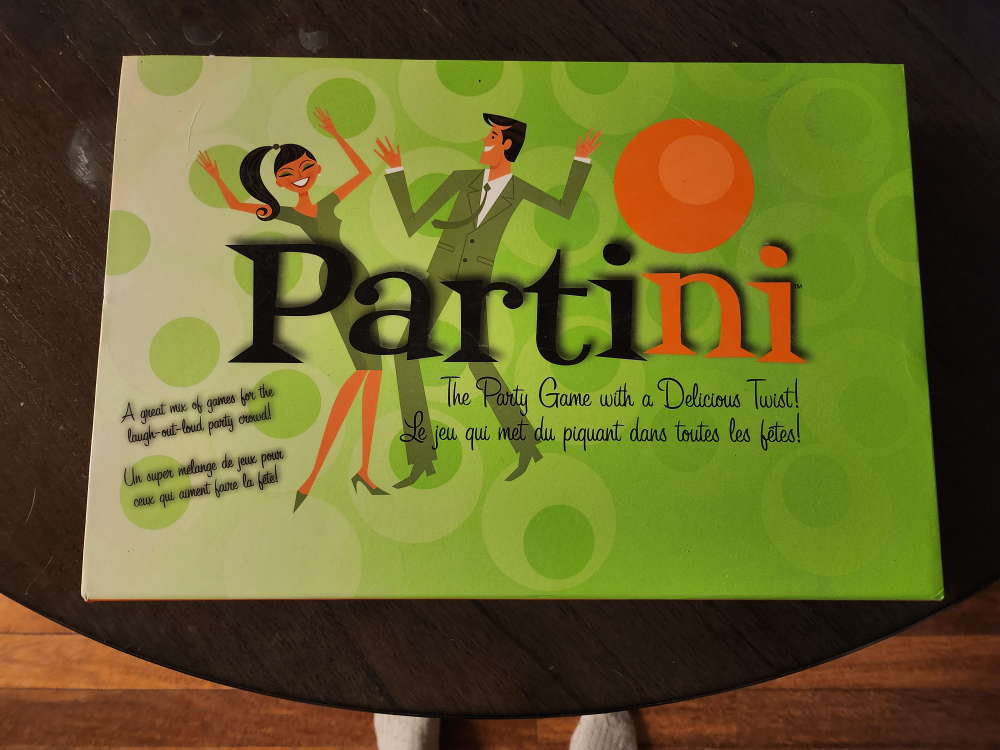 Partini™
The Party Game with a Delicious Twist!
Le jeu qui met du piquant dans toutes les fêtes!
A great mix of games for the
laugh-out-loud party crowd!
Un super mélange de jeux pour
ceux qui aiment faire la fête!